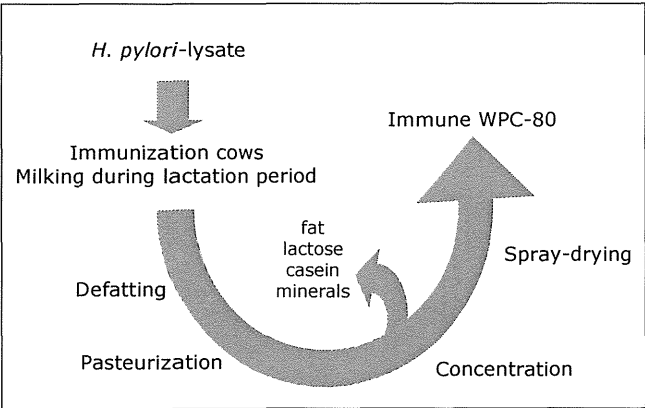 H. pylori-lysate
Immunization cows
Milking during lactation period
Immune WPC-80
fat
lactose
casein
minerals
Spray-drying
Defatting
Pasteurization
Concentration